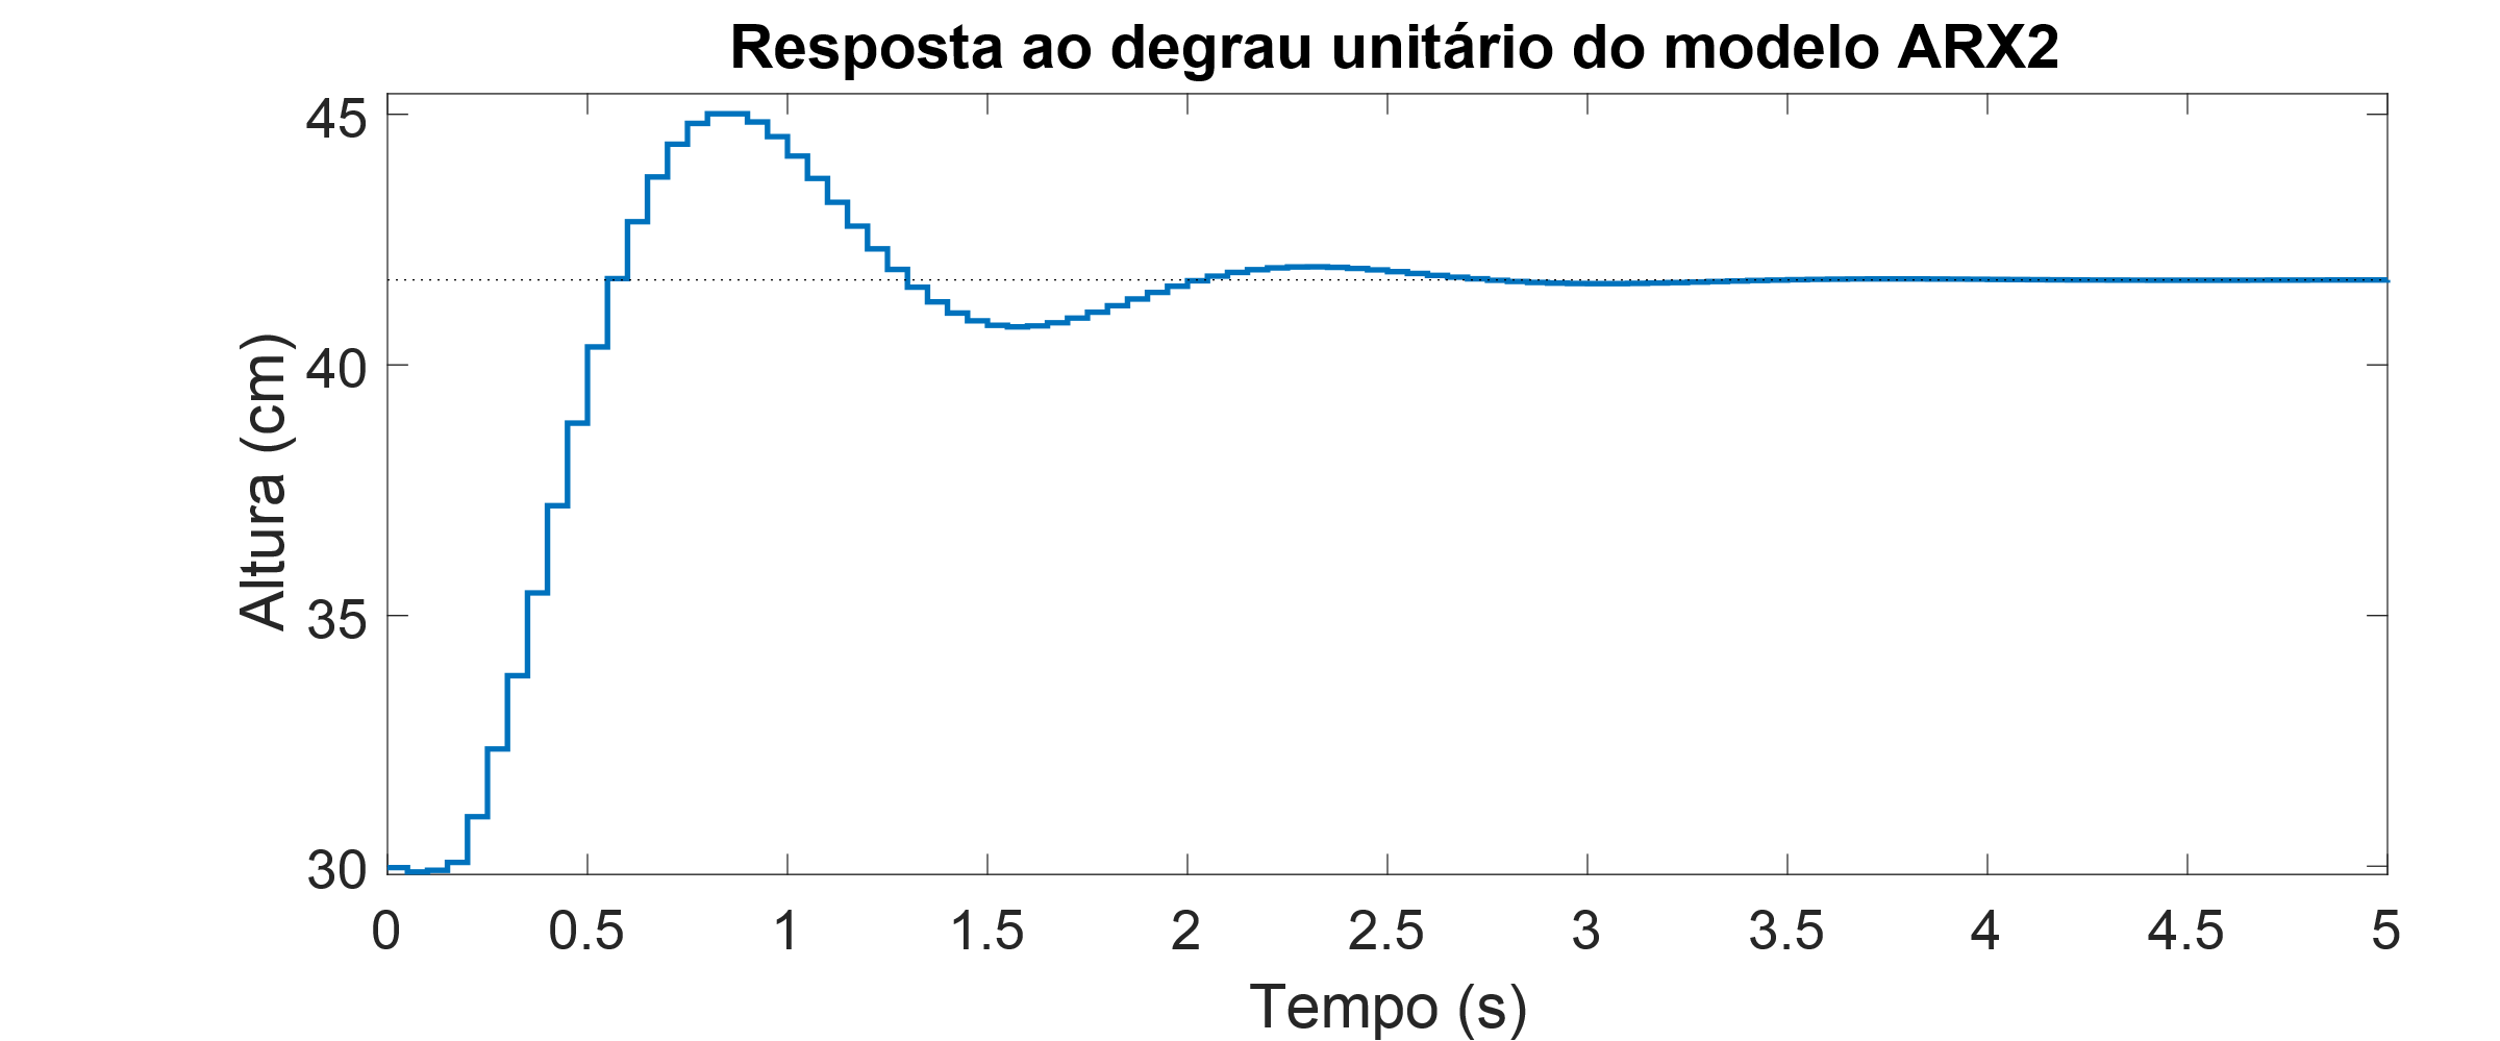 Resposta ao degrau unitário do modelo ARX2
45
40
35
30
Altura (cm)
0 0.5 1 1.5 2 2.5 3 3.5 4 4.5 5
Tempo (s)